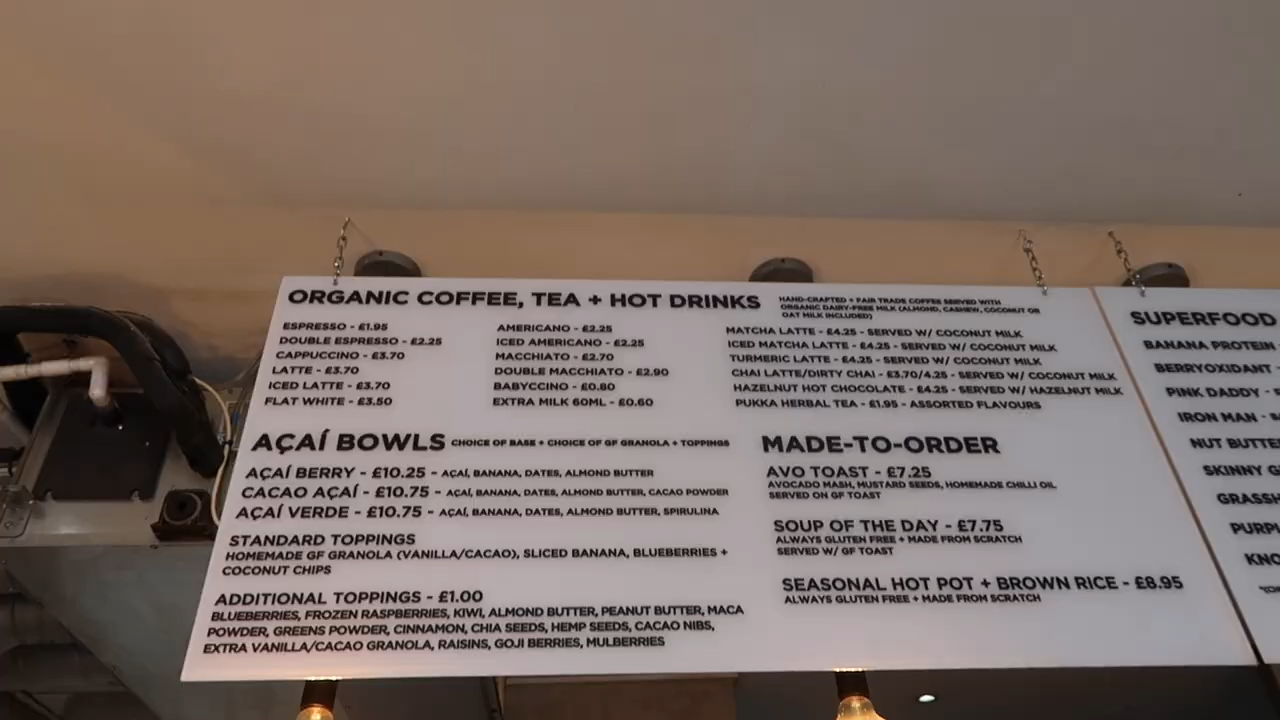 ORGANIC COFFEE, TEA + HOT DRINKS
HAND-CRAFTED + FAIR TRADE COFFEE SERVED WITH
ORGANIC DAIRY-FREE MILK (ALMOND, CASHEW, COCONUT OR
OAT MILK INCLUDED)
ESPRESSO - £1.95
DOUBLE ESPRESSO - £2.25
CAPPUCCINO - £3.70
LATTE - £3.70
ICED LATTE - £3.70
FLAT WHITE - £3.50
AMERICANO - £2.25
ICED AMERICANO - £2.25
MACCHIATO - £2.70
DOUBLE MACCHIATO - £2.90
BABYCCINO - £0.80
EXTRA MILK 60ML - £0.60
MATCHA LATTE - £4.25 - SERVED W/ COCONUT MILK
ICED MATCHA LATTE - £4.25 - SERVED W/ COCONUT MILK
TURMERIC LATTE - £4.25 - SERVED W/ COCONUT MILK
CHAI LATTE/DIRTY CHAI - £3.70/4.25 - SERVED W/ COCONUT MILK
HAZELNUT HOT CHOCOLATE - £4.25 - SERVED W/ HAZELNUT MILK
PUKKA HERBAL TEA - £1.95 - ASSORTED FLAVOURS
AÇAÍ BOWLS CHOICE OF BASE + CHOICE OF GF GRANOLA + TOPPINGS
AÇAÍ BERRY - £10.25 - AÇAÍ, BANANA, DATES, ALMOND BUTTER
CACAO AÇAÍ - £10.75 - AÇAÍ, BANANA, DATES, ALMOND BUTTER, CACAO POWDER
AÇAÍ VERDE - £10.75 - AÇAÍ, BANANA, DATES, ALMOND BUTTER, SPIRULINA
STANDARD TOPPINGS
HOMEMADE GF GRANOLA (VANILLA/CACAO), SLICED BANANA, BLUEBERRIES +
COCONUT CHIPS
ADDITIONAL TOPPINGS - £1.00
BLUEBERRIES, FROZEN RASPBERRIES, KIWI, ALMOND BUTTER, PEANUT BUTTER, MACA
POWDER, GREENS POWDER, CINNAMON, CHIA SEEDS, HEMP SEEDS, CACAO NIBS,
EXTRA VANILLA/CACAO GRANOLA, RAISINS, GOJI BERRIES, MULBERRIES
MADE-TO-ORDER
AVO TOAST - £7.25
AVOCADO MASH, MUSTARD SEEDS, HOMEMADE CHILLI OIL
SERVED ON GF TOAST
SOUP OF THE DAY - £7.75
ALWAYS GLUTEN FREE + MADE FROM SCRATCH
SERVED W/ GF TOAST
SEASONAL HOT POT + BROWN RICE - £8.95
ALWAYS GLUTEN FREE + MADE FROM SCRATCH
SUPERFOOD
BANANA PROTEIN -
BERRYOXIDANT -
PINK DADDY -
IRON MAN -
NUT BUTTE
SKINNY G
GRASSH
PURPL
KNO